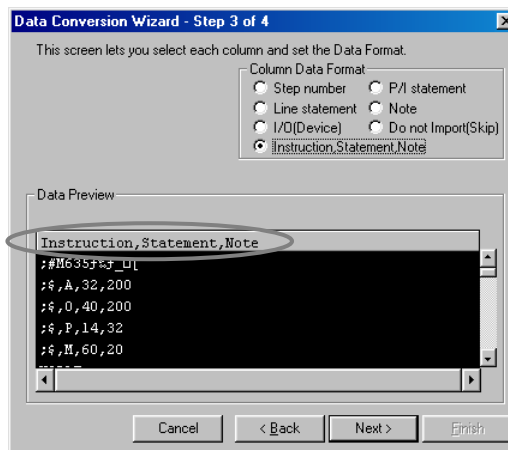 Data Conversion Wizard - Step 3 of 4
This screen lets you select each column and set the Data Format.
Column Data Format
Step number P/I statement
Line statement Note
I/O(Device) Do not Import(Skip)
Instruction,Statement,Note
Data Preview
Instruction,Statement,Note
;#M635ƒ‰ƒ_□[
;$,A,32,200
;$,0,40,200
;$,P,14,32
;$,M,60,20
Cancel < Back Next > Finish